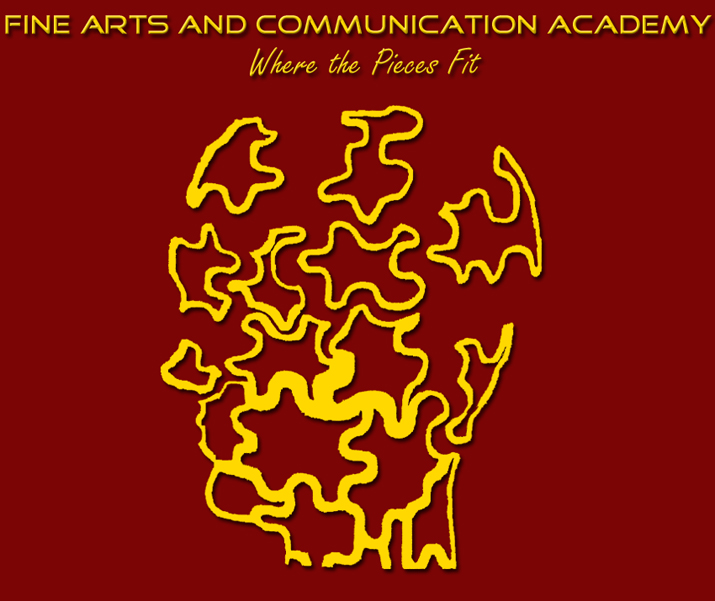 FINE ARTS AND COMMUNICATION ACADEMY
Where the Pieces Fit